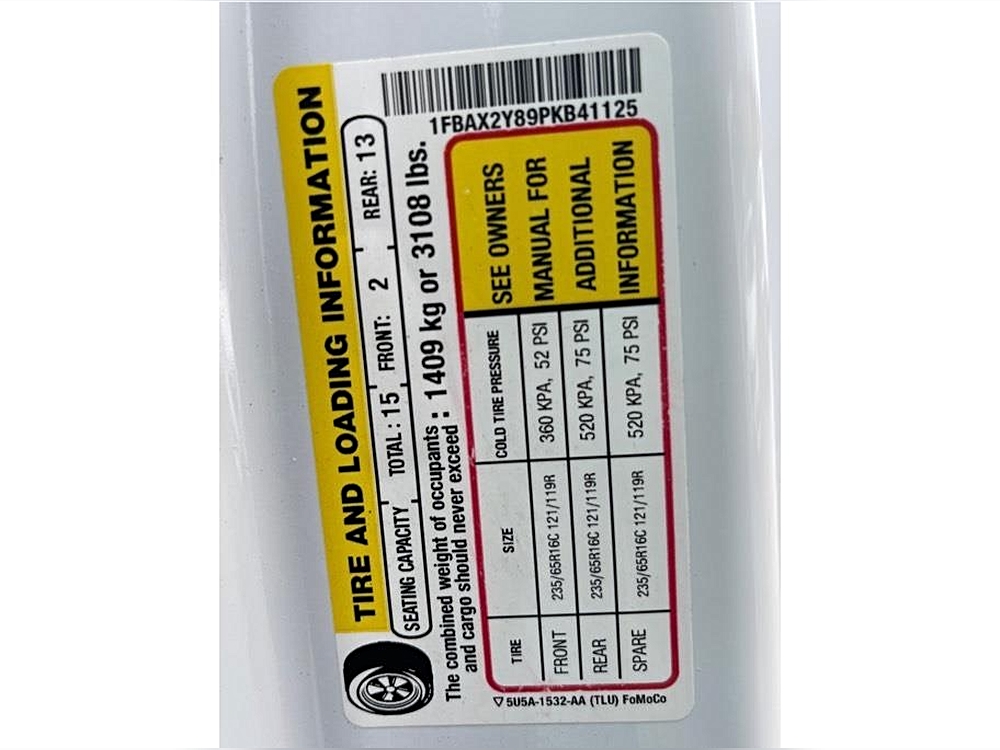 TIRE AND LOADING INFORMATION
SEATING CAPACITY TOTAL : 15 FRONT: 2 REAR: 13
The combined weight of occupants : 1409 kg or 3108 lbs.
and cargo should never exceed :
1FBAX2Y89PKB41125
TIRE SIZE COLD TIRE PRESSURE
FRONT 235/65R16C 121/119R 360 KPA, 52 PSI
REAR 235/65R16C 121/119R 520 KPA, 75 PSI
SPARE 235/65R16C 121/119R 520 KPA, 75 PSI
SEE OWNERS
MANUAL FOR
ADDITIONAL
INFORMATION
5U5A-1532-AA (TLU) FoMoCo